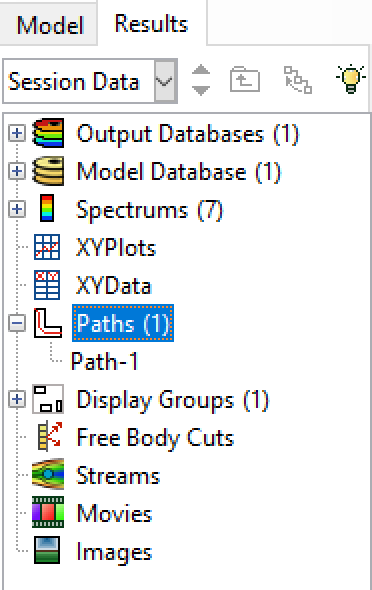 Model Results
Session Data
Output Databases (1)
Model Database (1)
Spectrums (7)
XYPlots
XYData
Paths (1)
Path-1
Display Groups (1)
Free Body Cuts
Streams
Movies
Images